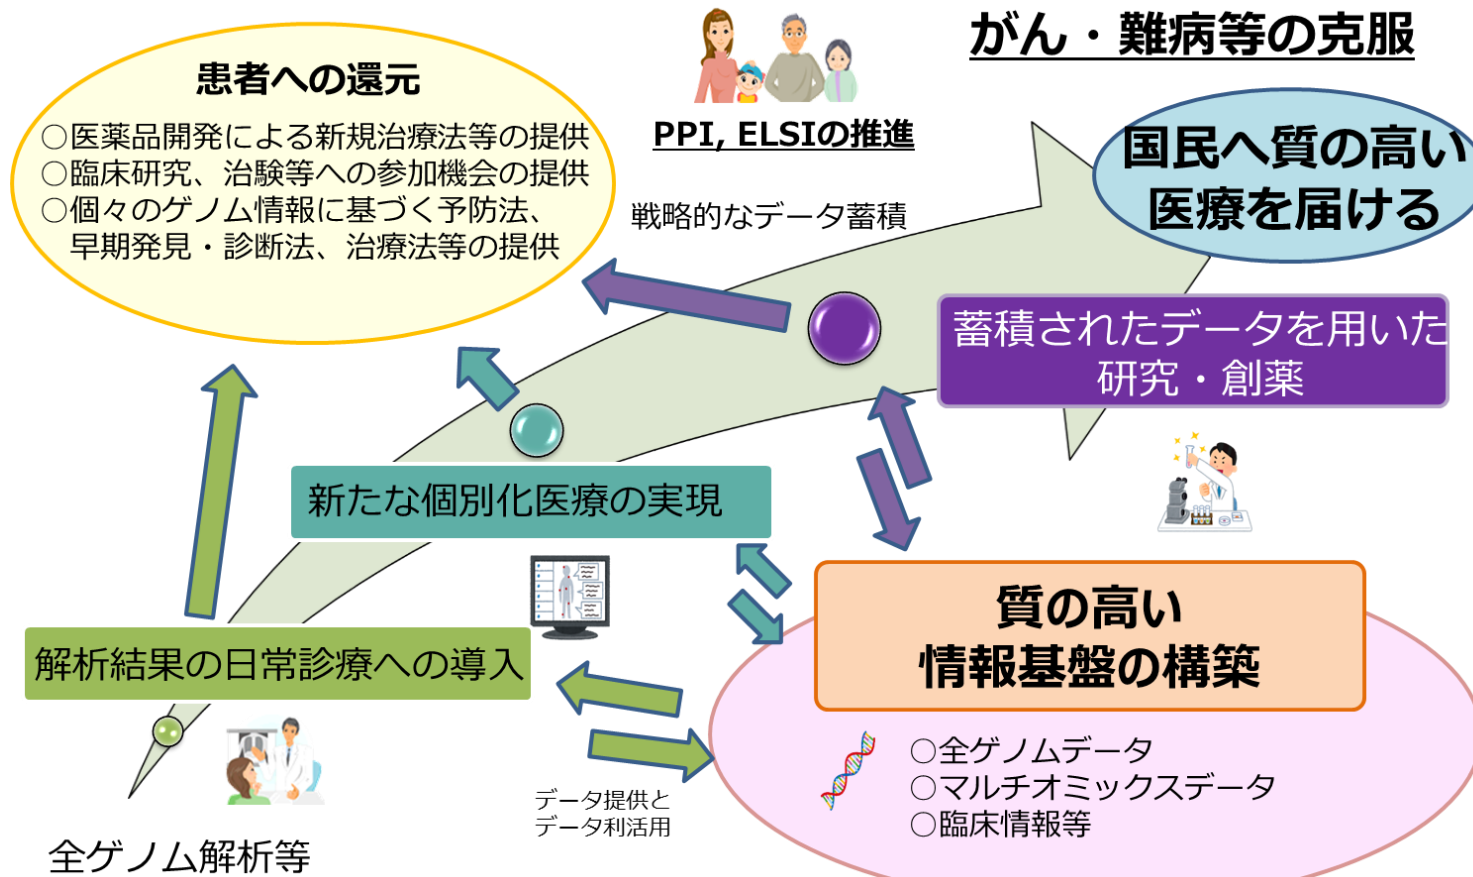 がん・難病等の克服
患者への還元
○医薬品開発による新規治療法等の提供
○臨床研究、治験等への参加機会の提供
○個々のゲノム情報に基づく予防法、
早期発見・診断法、治療法等の提供
PPI, ELSIの推進
戦略的なデータ蓄積
国民へ質の高い
医療を届ける
蓄積されたデータを用いた
研究・創薬
新たな個別化医療の実現
解析結果の日常診療への導入
質の高い
情報基盤の構築
○全ゲノムデータ
○マルチオミックスデータ
○臨床情報等
データ提供と
データ利活用
全ゲノム解析等